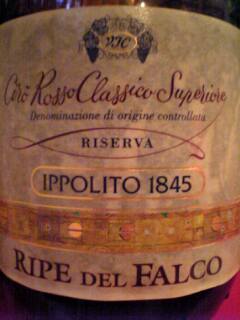 Cirò Rosso Classico Superiore
Denominazione di origine controllata
RISERVA
IPPOLITO 1845
RIPE DEL FALCO